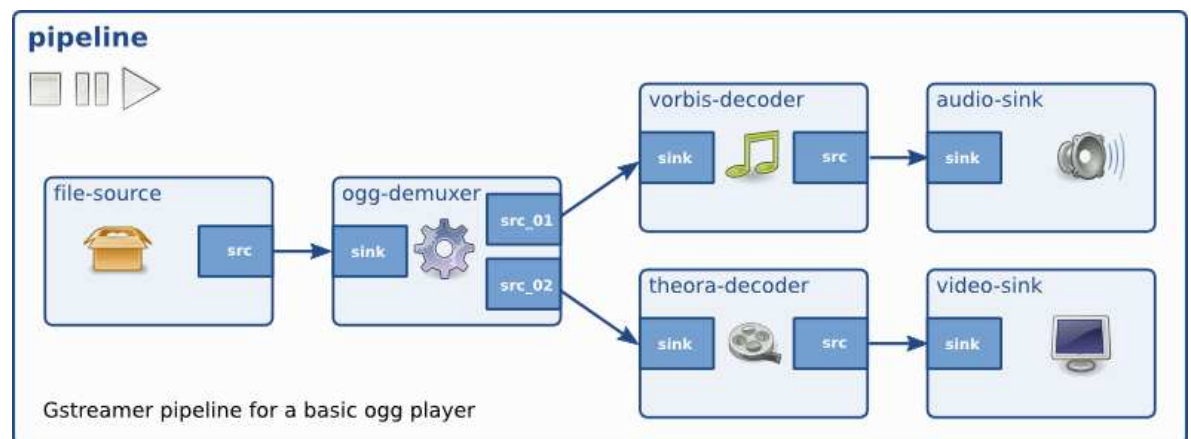 pipeline
file-source
src
ogg-demuxer
sink
src_01
src_02
vorbis-decoder
sink
src
audio-sink
sink
theora-decoder
sink
src
video-sink
sink
Gstreamer pipeline for a basic ogg player